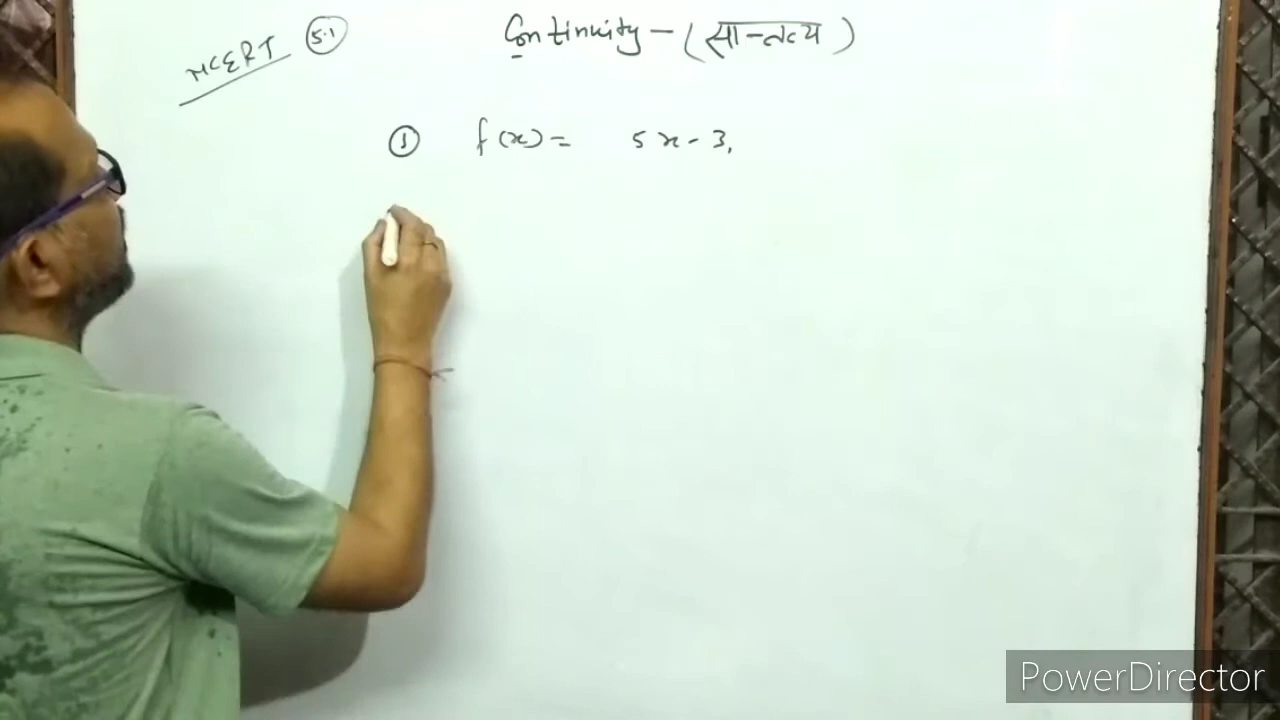 NCERT 5.1
Continuity - (सा-तत्य)
① f(x) = 5x - 3,
PowerDirector